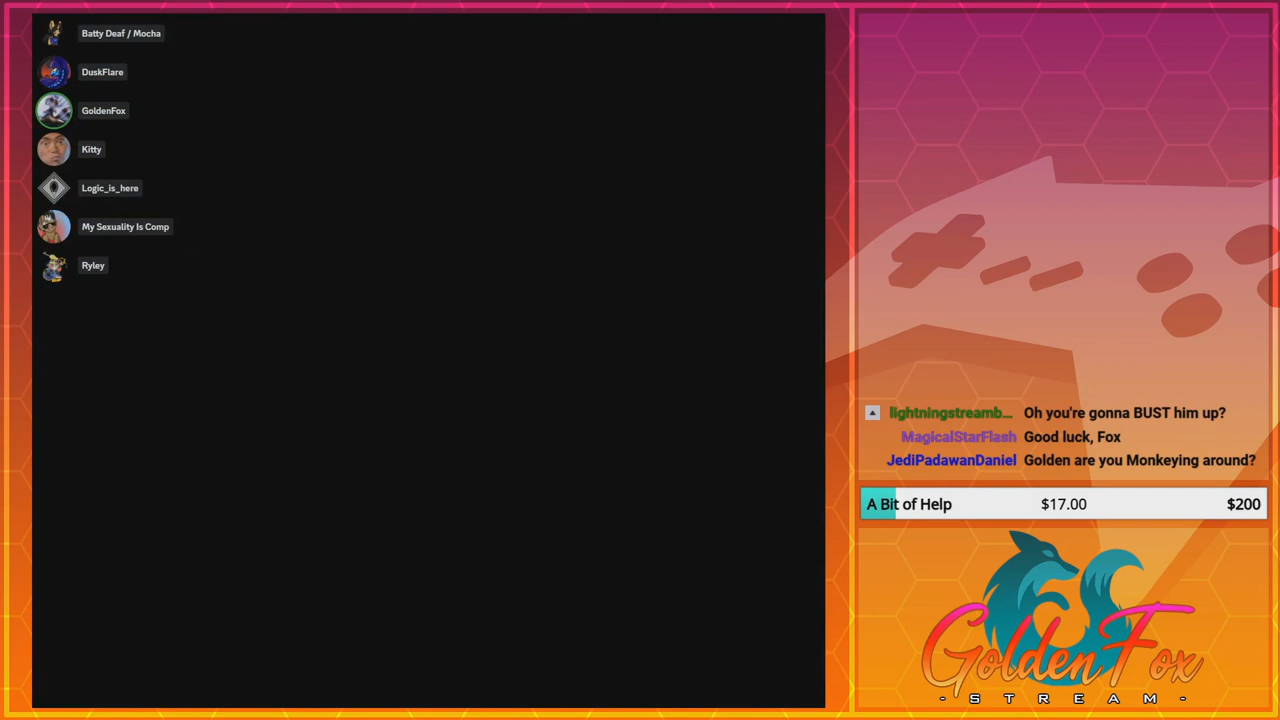 Batty Deaf / Mocha
DuskFlare
GoldenFox
Kitty
Logic_is_here
My Sexuality Is Comp
Ryley
lightningstreamb... Oh you're gonna BUST him up?
MagicalStarFlash Good luck, Fox
JediPadawanDaniel Golden are you Monkeying around?
A Bit of Help $17.00 $200
GoldenFox
- STREAM -